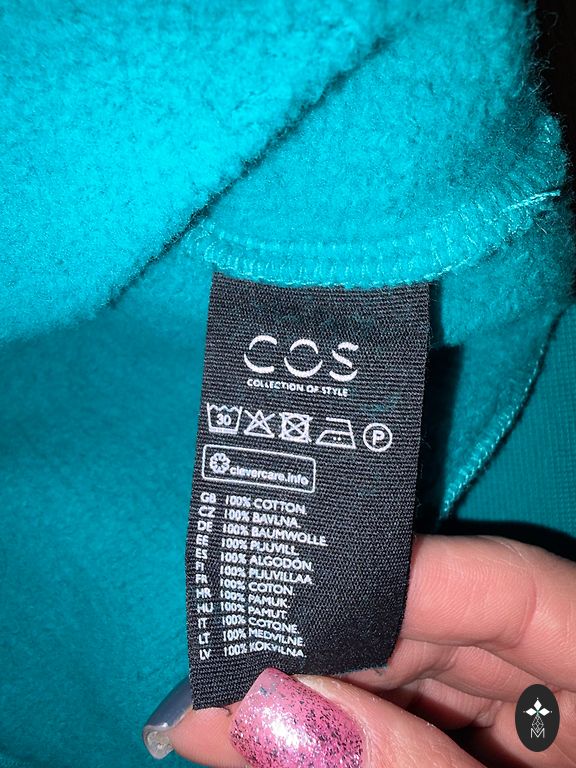 COS
COLLECTION OF STYLE
30
P
clevercare.info
GB 100% COTTON
CZ 100% BAVLNA
DE 100% BAUMWOLLE
EE 100% PUUVILL
ES 100% ALGODÓN
FI 100% PUUVILLAA
FR 100% COTON
HR 100% PAMUK
HU 100% PAMUT
IT 100% COTONE
LT 100% MEDVILNĖ
LV 100% KOKVILNA
M